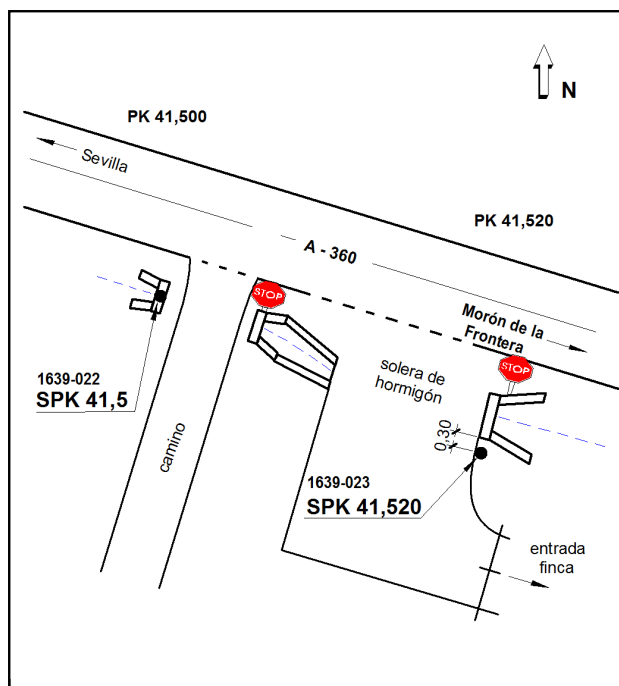 N
PK 41,500
Sevilla
PK 41,520
A - 360
STOP
Morón de la
Frontera
STOP
solera de
hormigón
1639-022
SPK 41,5
camino
0,30
1639-023
SPK 41,520
entrada
finca